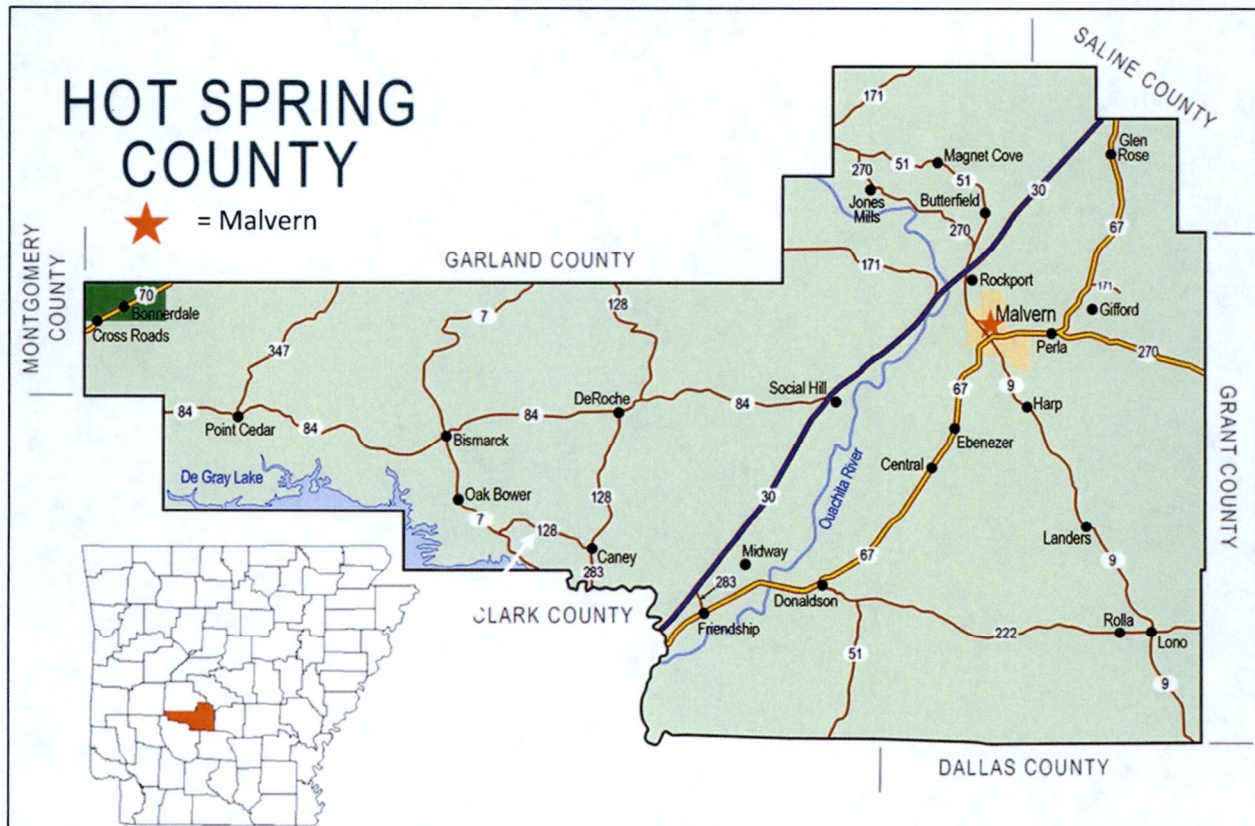 HOT SPRING
COUNTY
= Malvern
SALINE COUNTY
MONTGOMERY
COUNTY
GARLAND COUNTY
GRANT COUNTY
CLARK COUNTY
DALLAS COUNTY
171
51
Magnet Cove
Glen
Rose
270
51
30
Jones
Mills
Butterfield
270
67
171
Rockport
171
Gifford
70
Bonnerdale
Cross Roads
7
128
Malvern
Perla
270
347
9
67
Social Hill
DeRoche
84
84
84
84
Harp
Point Cedar
Bismarck
Ebenezer
Central
De Gray Lake
Oak Bower
128
30
Ouachita River
7
128
Landers
Caney
Midway
67
9
283
283
Donaldson
Friendship
222
Rolla
Lono
51
9